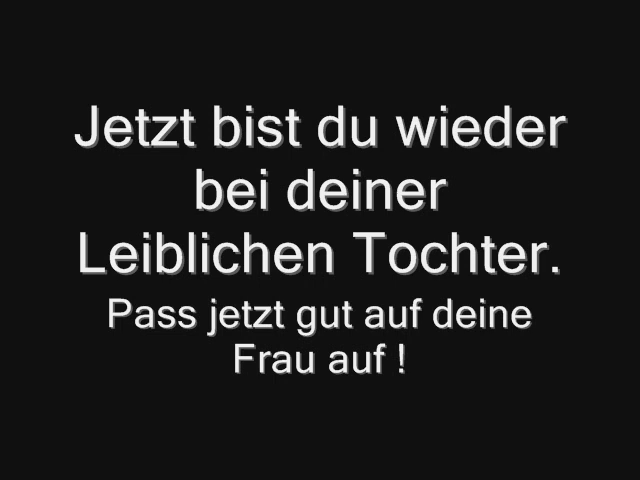 Jetzt bist du wieder
bei deiner
Leiblichen Tochter.
Pass jetzt gut auf deine
Frau auf !